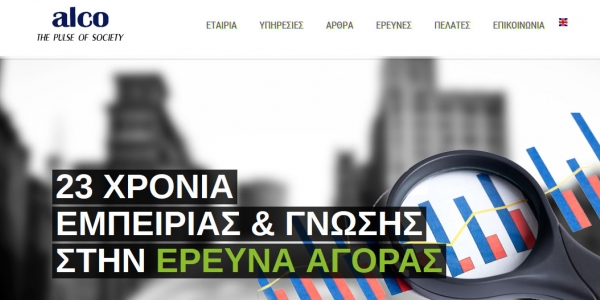 alco
THE PULSE OF SOCIETY
ΕΤΑΙΡΙΑ ΥΠΗΡΕΣΙΕΣ ΑΡΘΡΑ ΕΡΕΥΝΕΣ ΠΕΛΑΤΕΣ ΕΠΙΚΟΙΝΩΝΙΑ
23 ΧΡΟΝΙΑ
ΕΜΠΕΙΡΙΑΣ & ΓΝΩΣΗΣ
ΣΤΗΝ ΕΡΕΥΝΑ ΑΓΟΡΑΣ